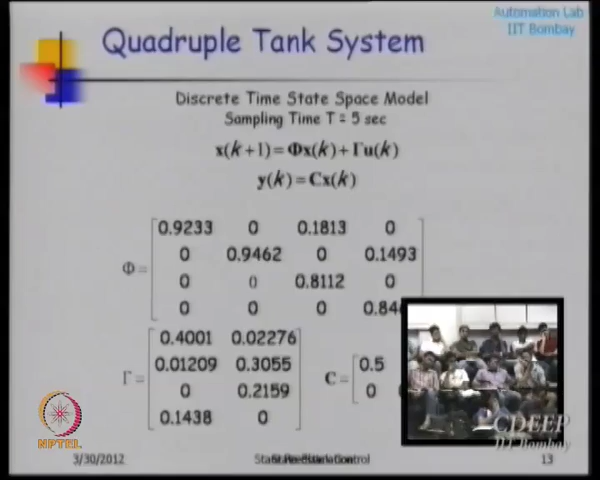 Automation Lab
IIT Bombay
Quadruple Tank System
Discrete Time State Space Model
Sampling Time T = 5 sec
x(k+1) = Φx(k) + Γu(k)
y(k) = Cx(k)
0.9233 0 0.1813 0
0 0.9462 0 0.1493
Φ =
0 0 0.8112 0
0 0 0 0.84
0.4001 0.02276
0.01209 0.3055
Γ =
0 0.2159
0.1438 0
C =
0.5
0
CDEEP
IIT Bombay
NPTEL
3/30/2012
Control
13